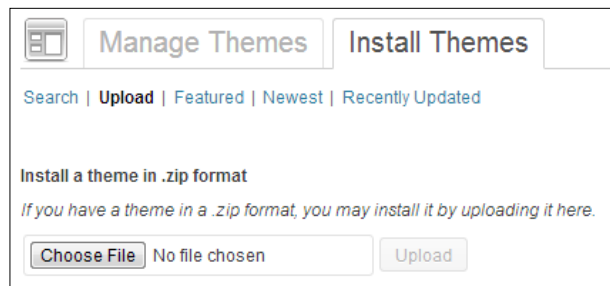 Manage Themes Install Themes
Search | Upload | Featured | Newest | Recently Updated
Install a theme in .zip format
If you have a theme in a .zip format, you may install it by uploading it here.
Choose File No file chosen Upload